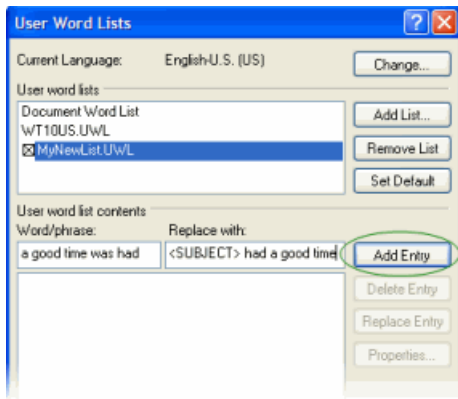 User Word Lists
Current Language: English-U.S. (US) Change...
User word lists
Document Word List
WT10US.UWL
MyNewList.UWL
Add List...
Remove List
Set Default
User word list contents
Word/phrase: Replace with:
a good time was had <SUBJECT> had a good time Add Entry
Delete Entry
Replace Entry
Properties...